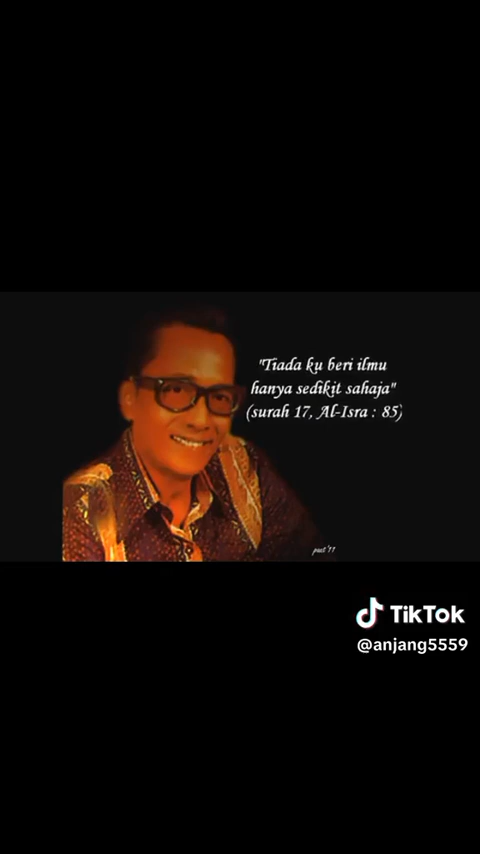 "Tiada ku beri ilmu
hanya sedikit sahaja"
(surah 17, Al-Isra : 85)
TikTok
@anjang5559